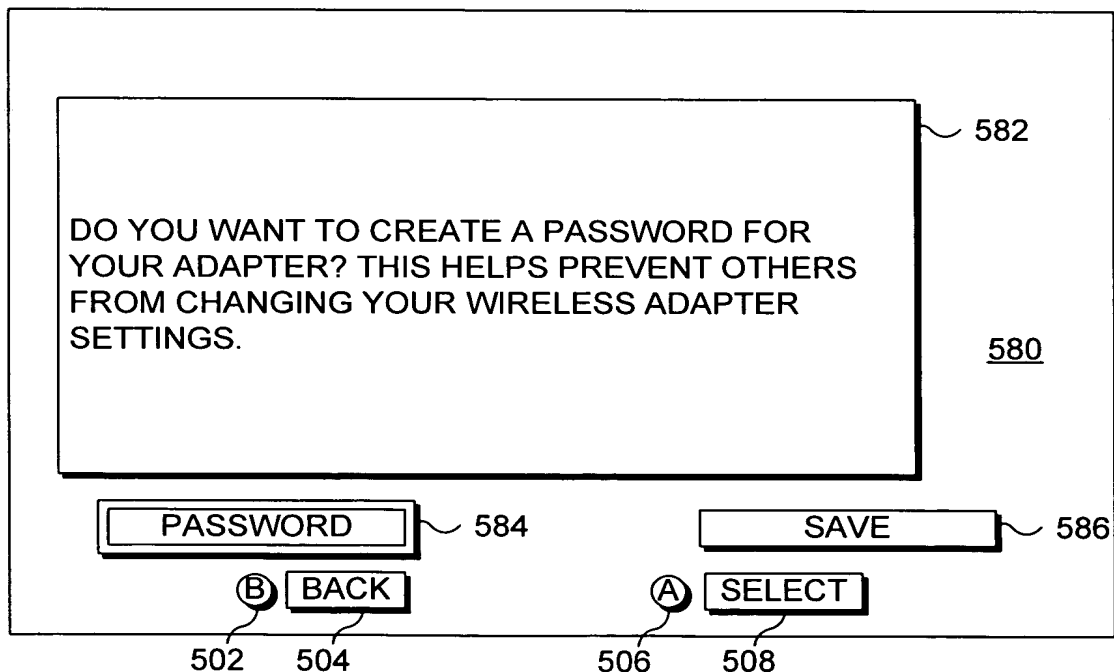 582
DO YOU WANT TO CREATE A PASSWORD FOR
YOUR ADAPTER? THIS HELPS PREVENT OTHERS
FROM CHANGING YOUR WIRELESS ADAPTER
SETTINGS.
580
PASSWORD 584 SAVE 586
B BACK A SELECT
502 504 506 508